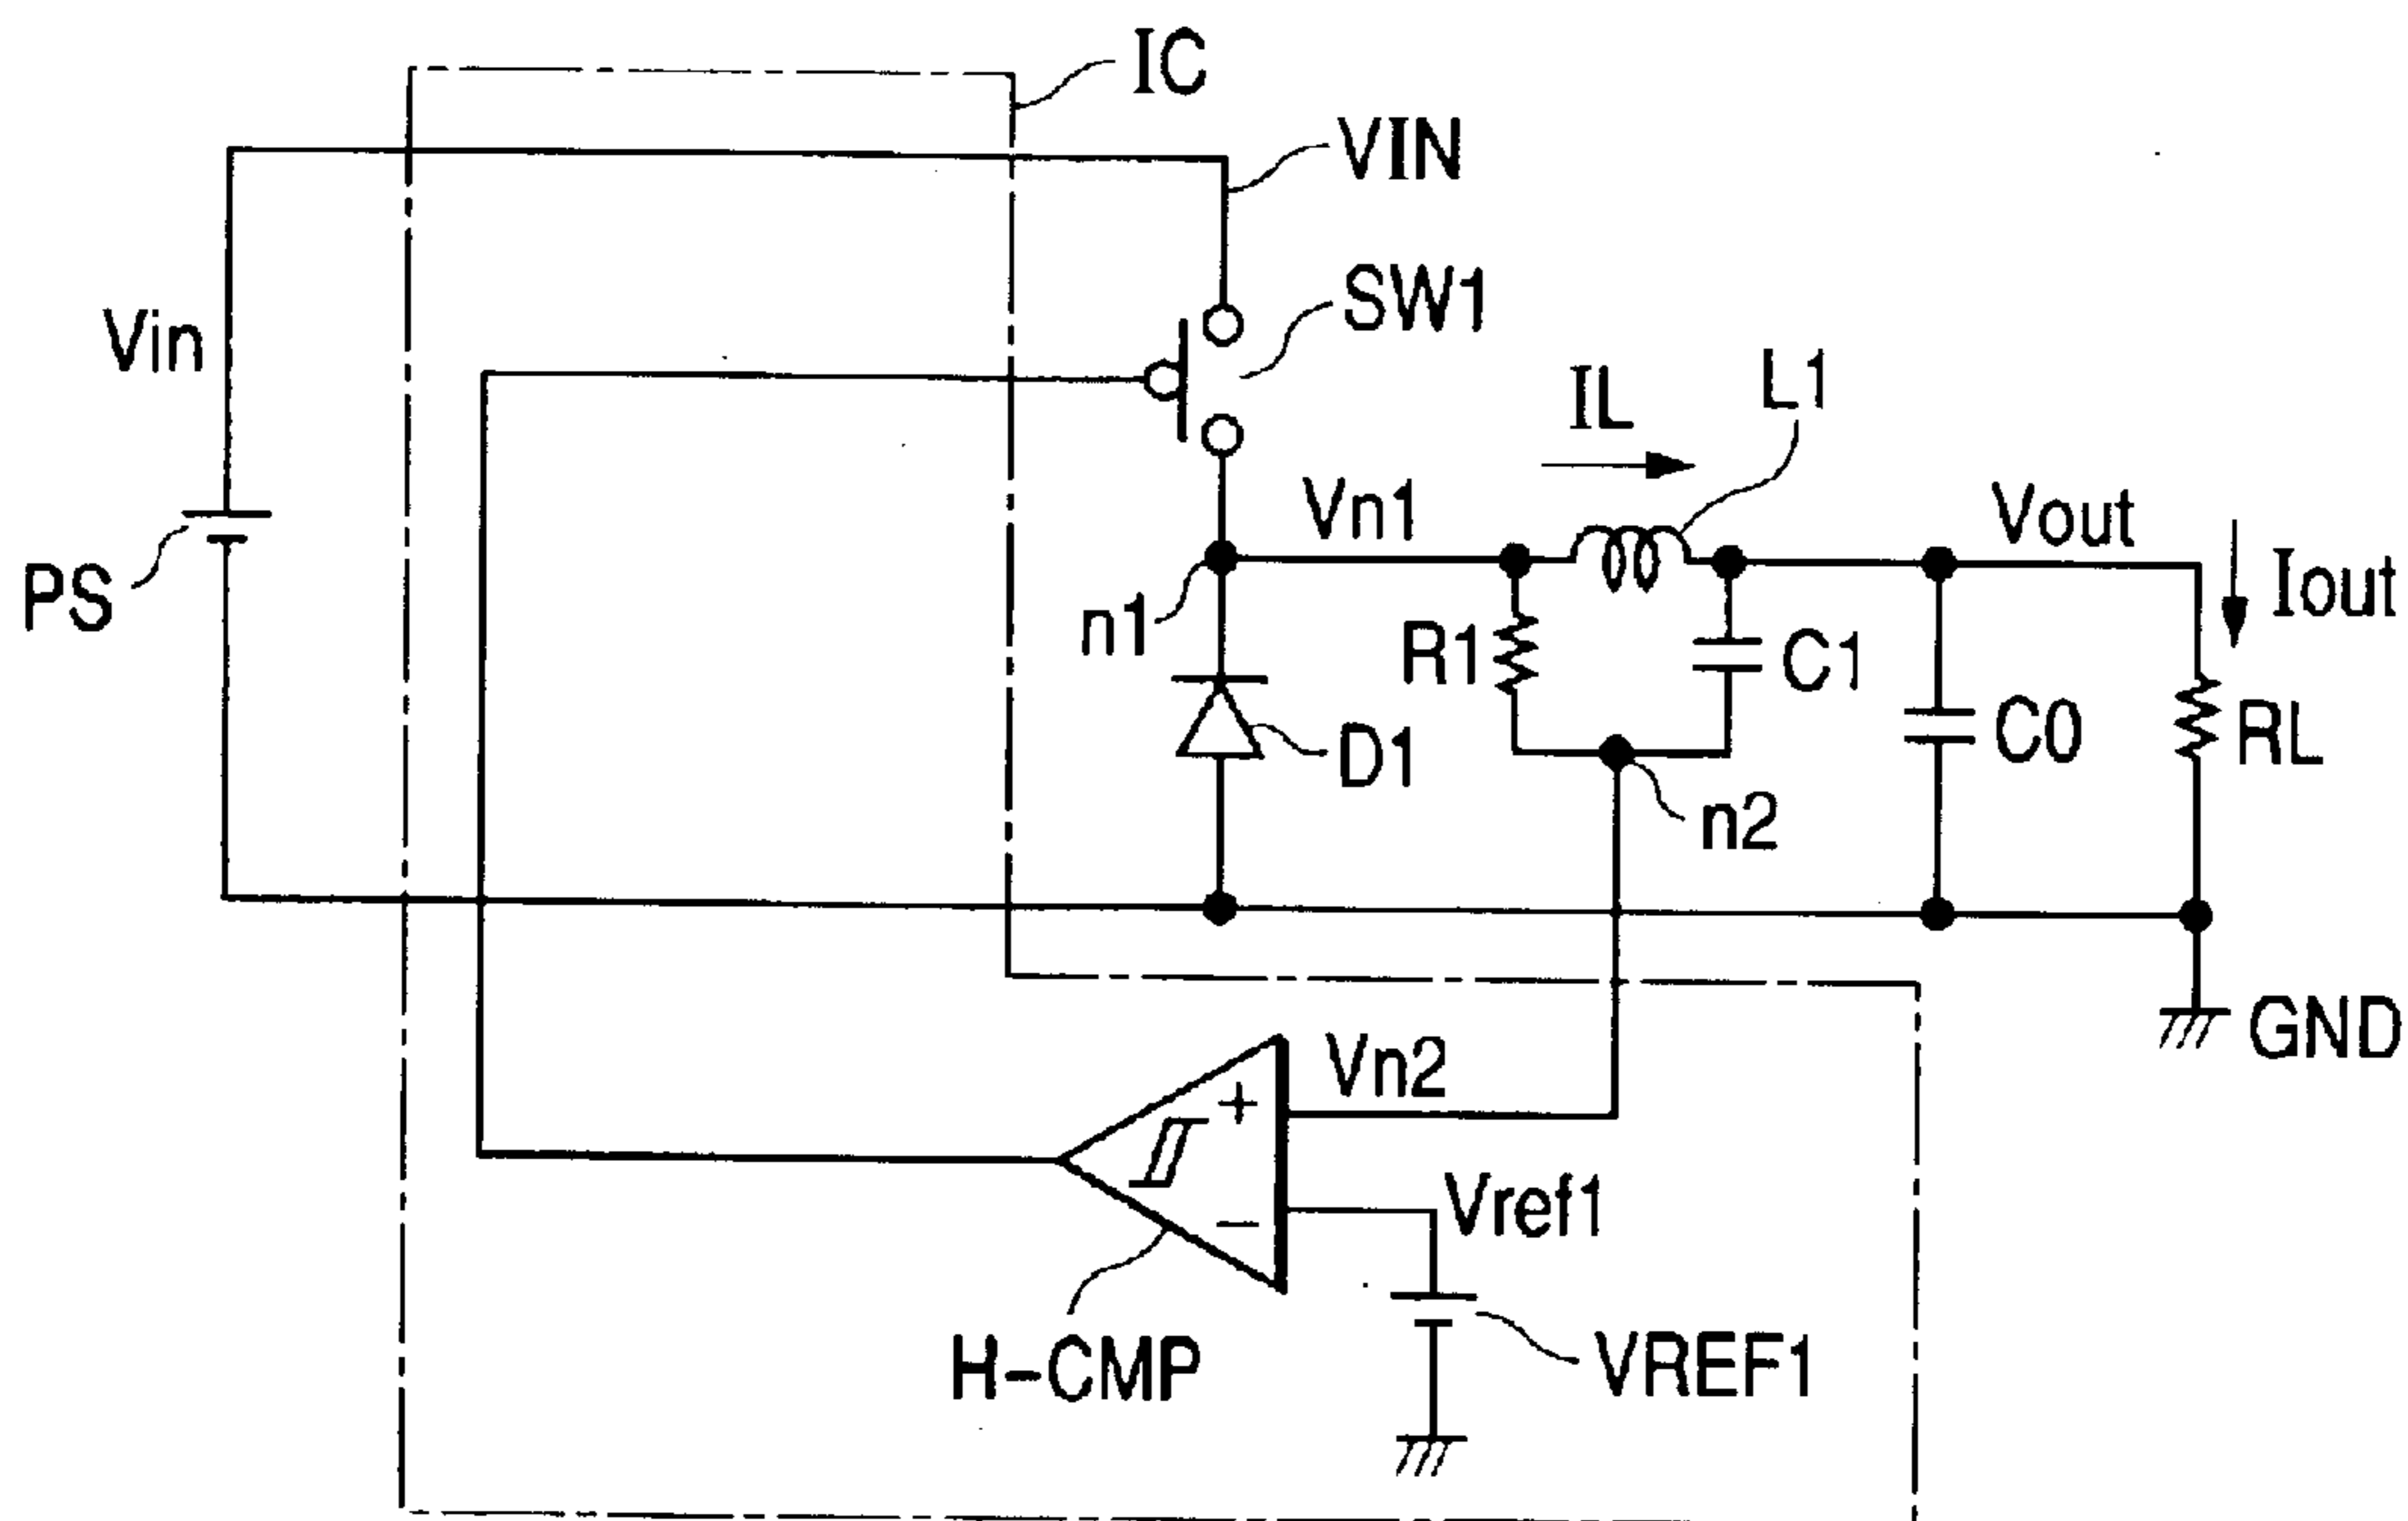 IC
VIN
SW1
Vin
IL
L1
Vn1
Vout
Iout
PS
n1
R1
C1
D1
C0
RL
n2
GND
Vn2
+
Vref1
−
H-CMP
VREF1